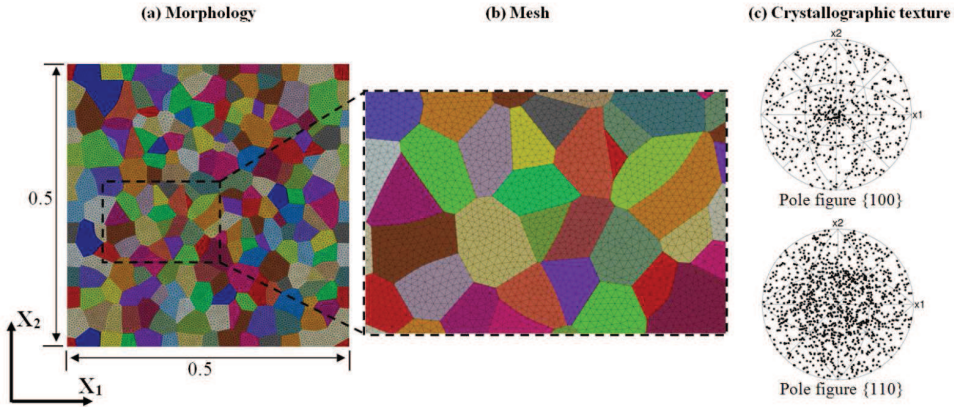 (a) Morphology
(b) Mesh
(c) Crystallographic texture
x2
x1
Pole figure {100}
x2
x1
Pole figure {110}
0.5
0.5
X2
X1